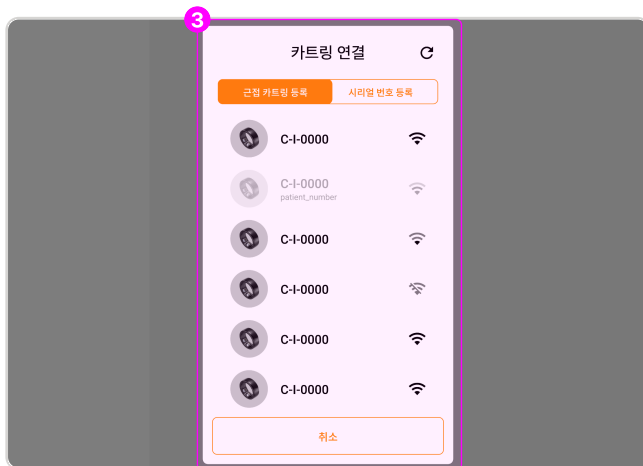 3
카트링 연결
근접 카트링 등록
시리얼 번호 등록
C-I-0000
C-I-0000
patient_number
C-I-0000
C-I-0000
C-I-0000
C-I-0000
취소